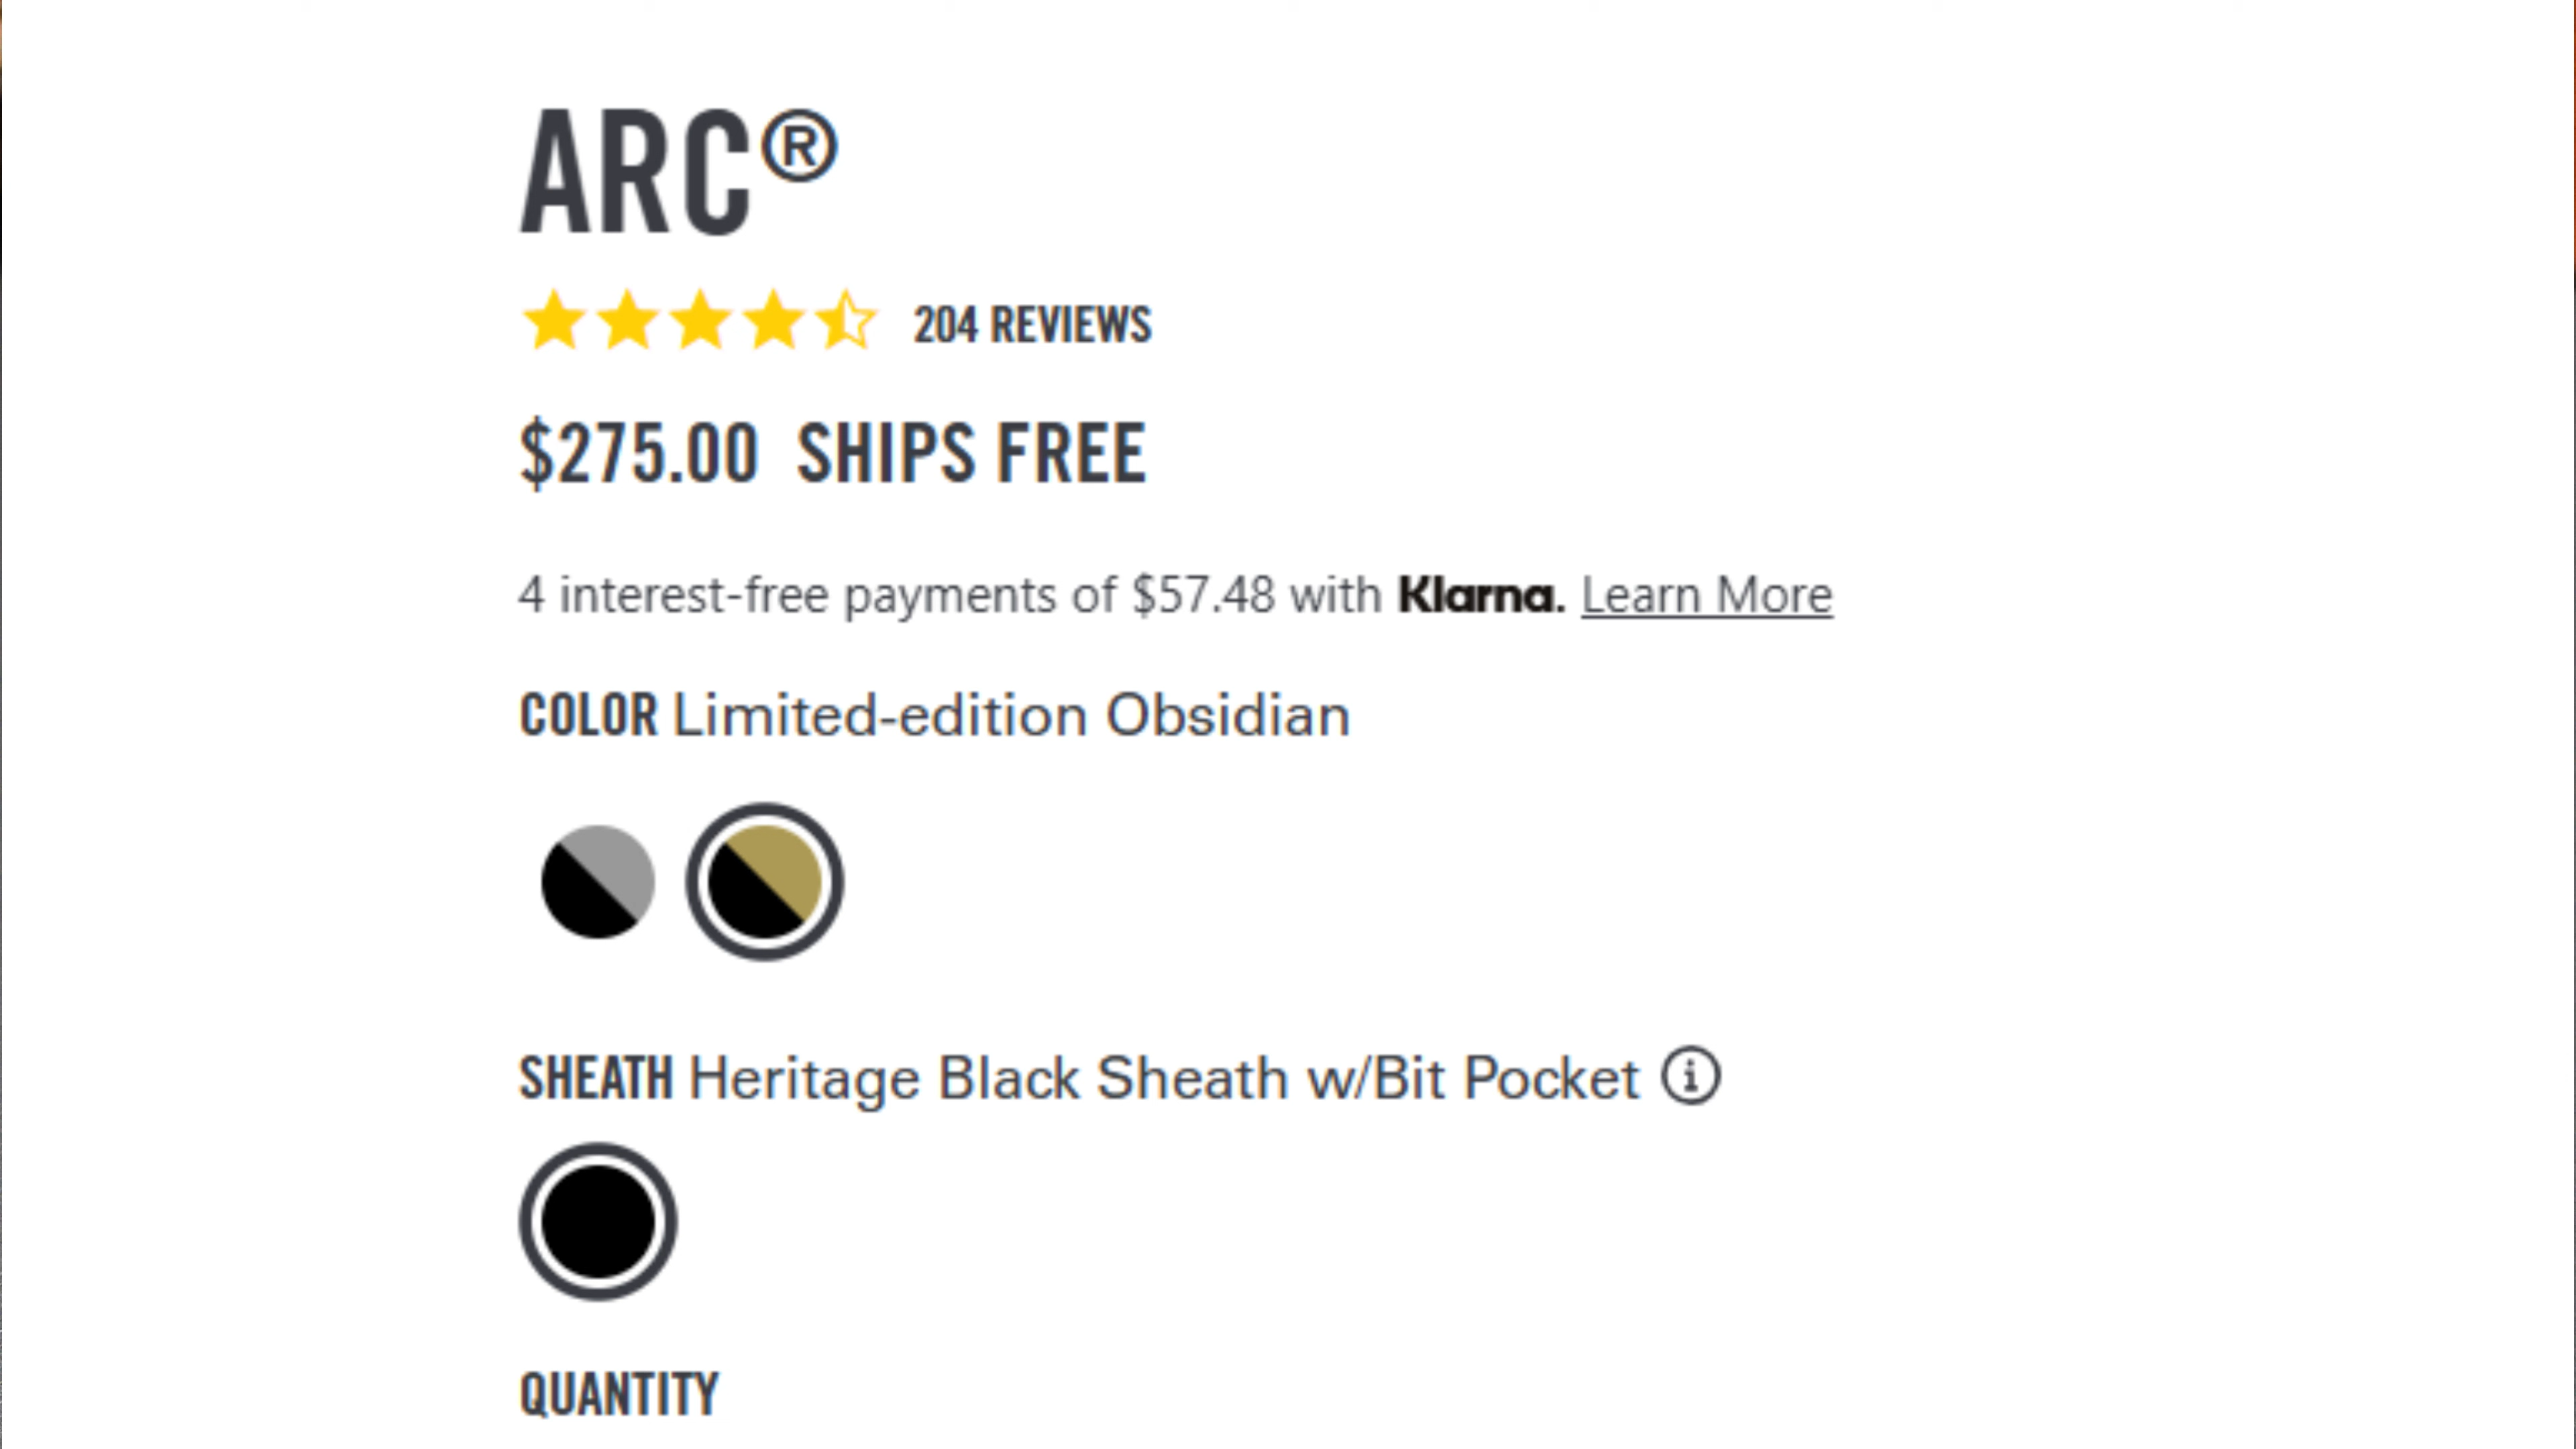 ARC®
204 REVIEWS
$275.00 SHIPS FREE
4 interest-free payments of $57.48 with Klarna. Learn More
COLOR Limited-edition Obsidian
SHEATH Heritage Black Sheath w/Bit Pocket
QUANTITY